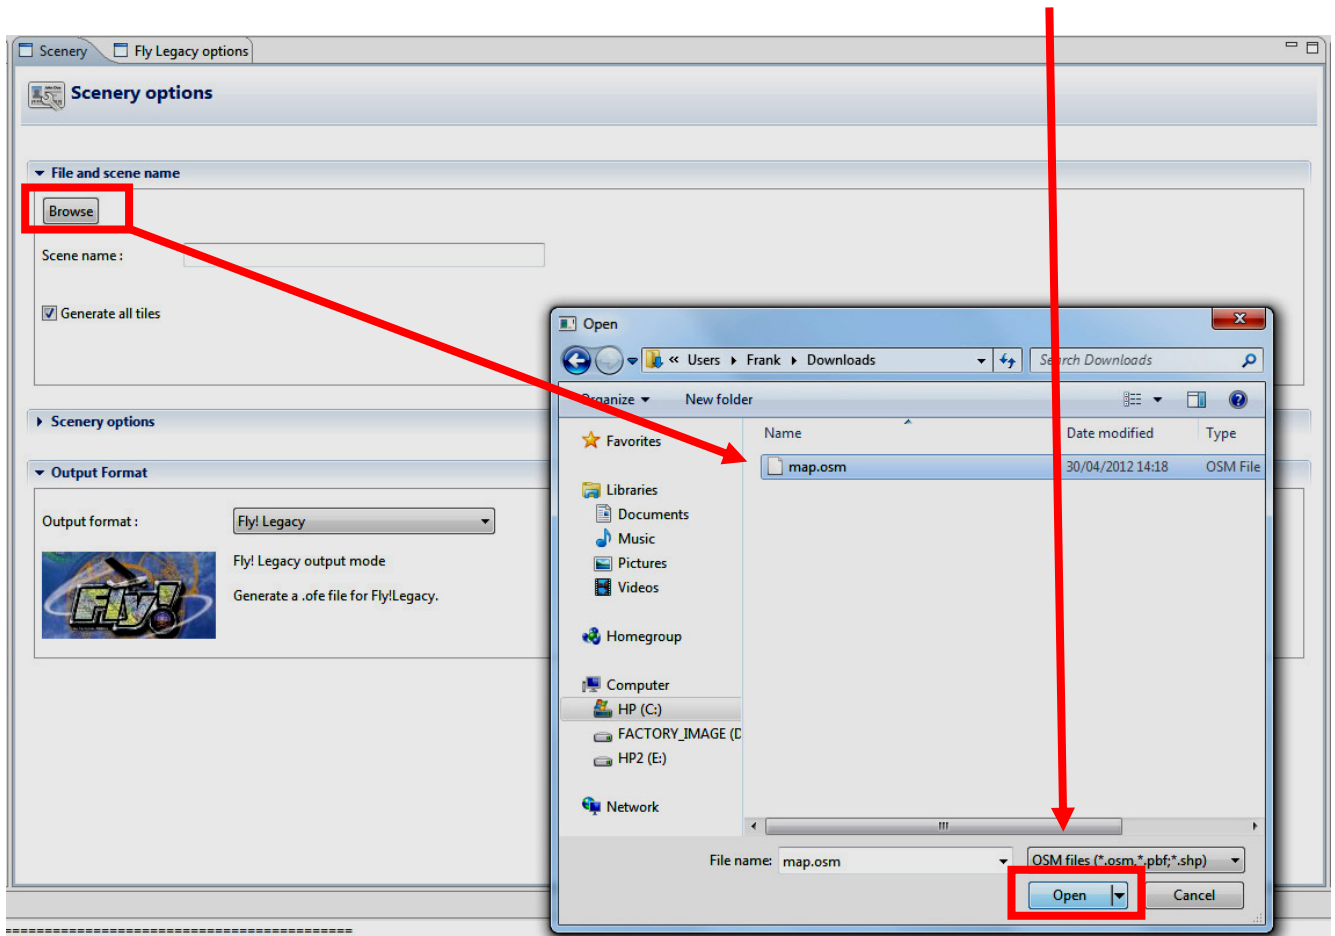 Scenery
Fly Legacy options
Scenery options
File and scene name
Browse
Scene name :
Generate all tiles
Scenery options
Output Format
Output format :
Fly! Legacy
Fly! Legacy output mode
Generate a .ofe file for Fly!Legacy.
Fly!
Open
« Users Frank Downloads
Search Downloads
Organize
New folder
Name
Date modified
Type
Favorites
map.osm
30/04/2012 14:18
OSM File
Libraries
Documents
Music
Pictures
Videos
Homegroup
Computer
HP (C:)
FACTORY_IMAGE (D
HP2 (E:)
Network
File name:
map.osm
OSM files (*.osm,*.pbf;*.shp)
Open
Cancel